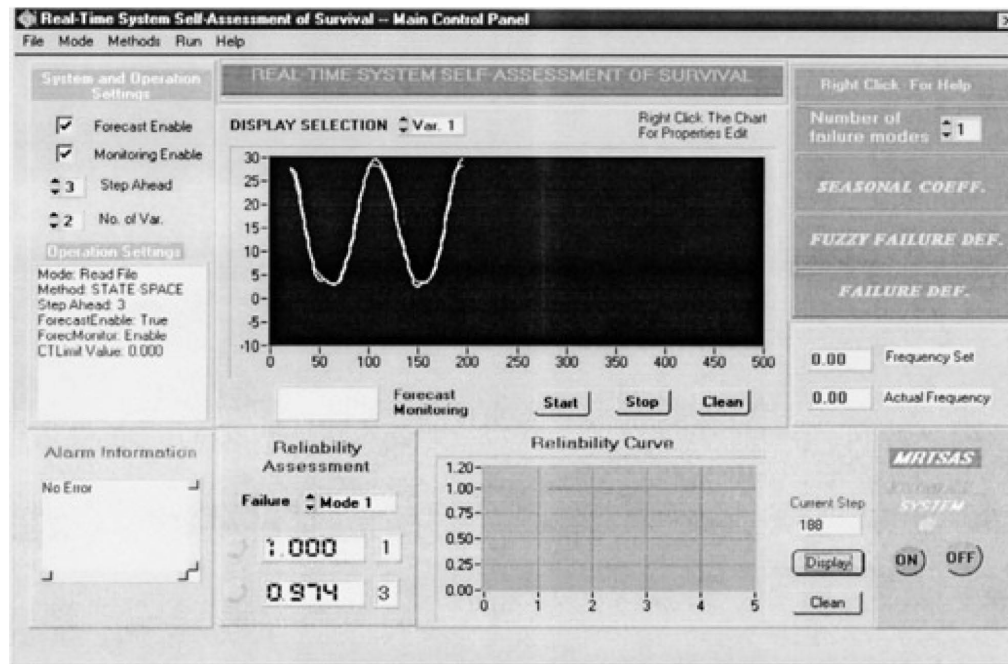 Real-Time System Self-Assessment of Survival -- Main Control Panel
File Mode Methods Run Help
System and Operation
Settings
Forecast Enable
Monitoring Enable
3 Step Ahead
2 No. of Var.
Operation Settings
Mode: Read File
Method: STATE SPACE
Step Ahead: 3
ForecastEnable: True
ForecMonitor: Enable
CTLimit Value: 0.000
REAL-TIME SYSTEM SELF-ASSESSMENT OF SURVIVAL
DISPLAY SELECTION Var. 1
Right Click The Chart
For Properties Edit
30
25
20
15
10
5
0
-5
-10
0 50 100 150 200 250 300 350 400 450 500
Forecast
Monitoring
Start Stop Clean
Right Click For Help
Number of
failure modes 1
SEASONAL COEFF.
FUZZY FAILURE DEF.
FAILURE DEF.
0.00 Frequency Set
0.00 Actual Frequency
Alarm Information
No Error
Reliability
Assessment
Failure Mode 1
1.000 1
0.974 3
Reliability Curve
1.20
1.00
0.75
0.50
0.25
0.00
0 1 2 3 4 5
Current Step
188
Display
Clean
MRTSAS
SYSTEM
ON OFF